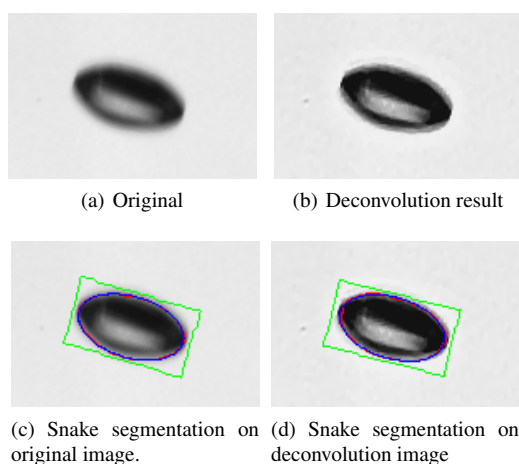 (a) Original
(b) Deconvolution result
(c) Snake segmentation on
original image.
(d) Snake segmentation on
deconvolution image